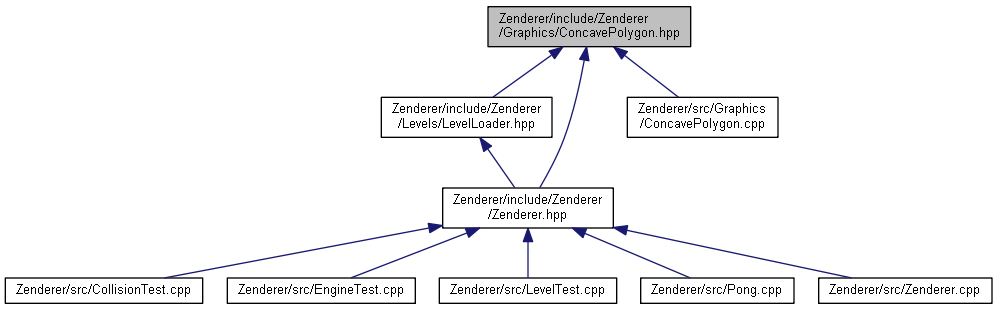 Zenderer/include/Zenderer
/Graphics/ConcavePolygon.hpp
Zenderer/include/Zenderer
/Levels/LevelLoader.hpp
Zenderer/src/Graphics
/ConcavePolygon.cpp
Zenderer/include/Zenderer
/Zenderer.hpp
Zenderer/src/CollisionTest.cpp
Zenderer/src/EngineTest.cpp
Zenderer/src/LevelTest.cpp
Zenderer/src/Pong.cpp
Zenderer/src/Zenderer.cpp